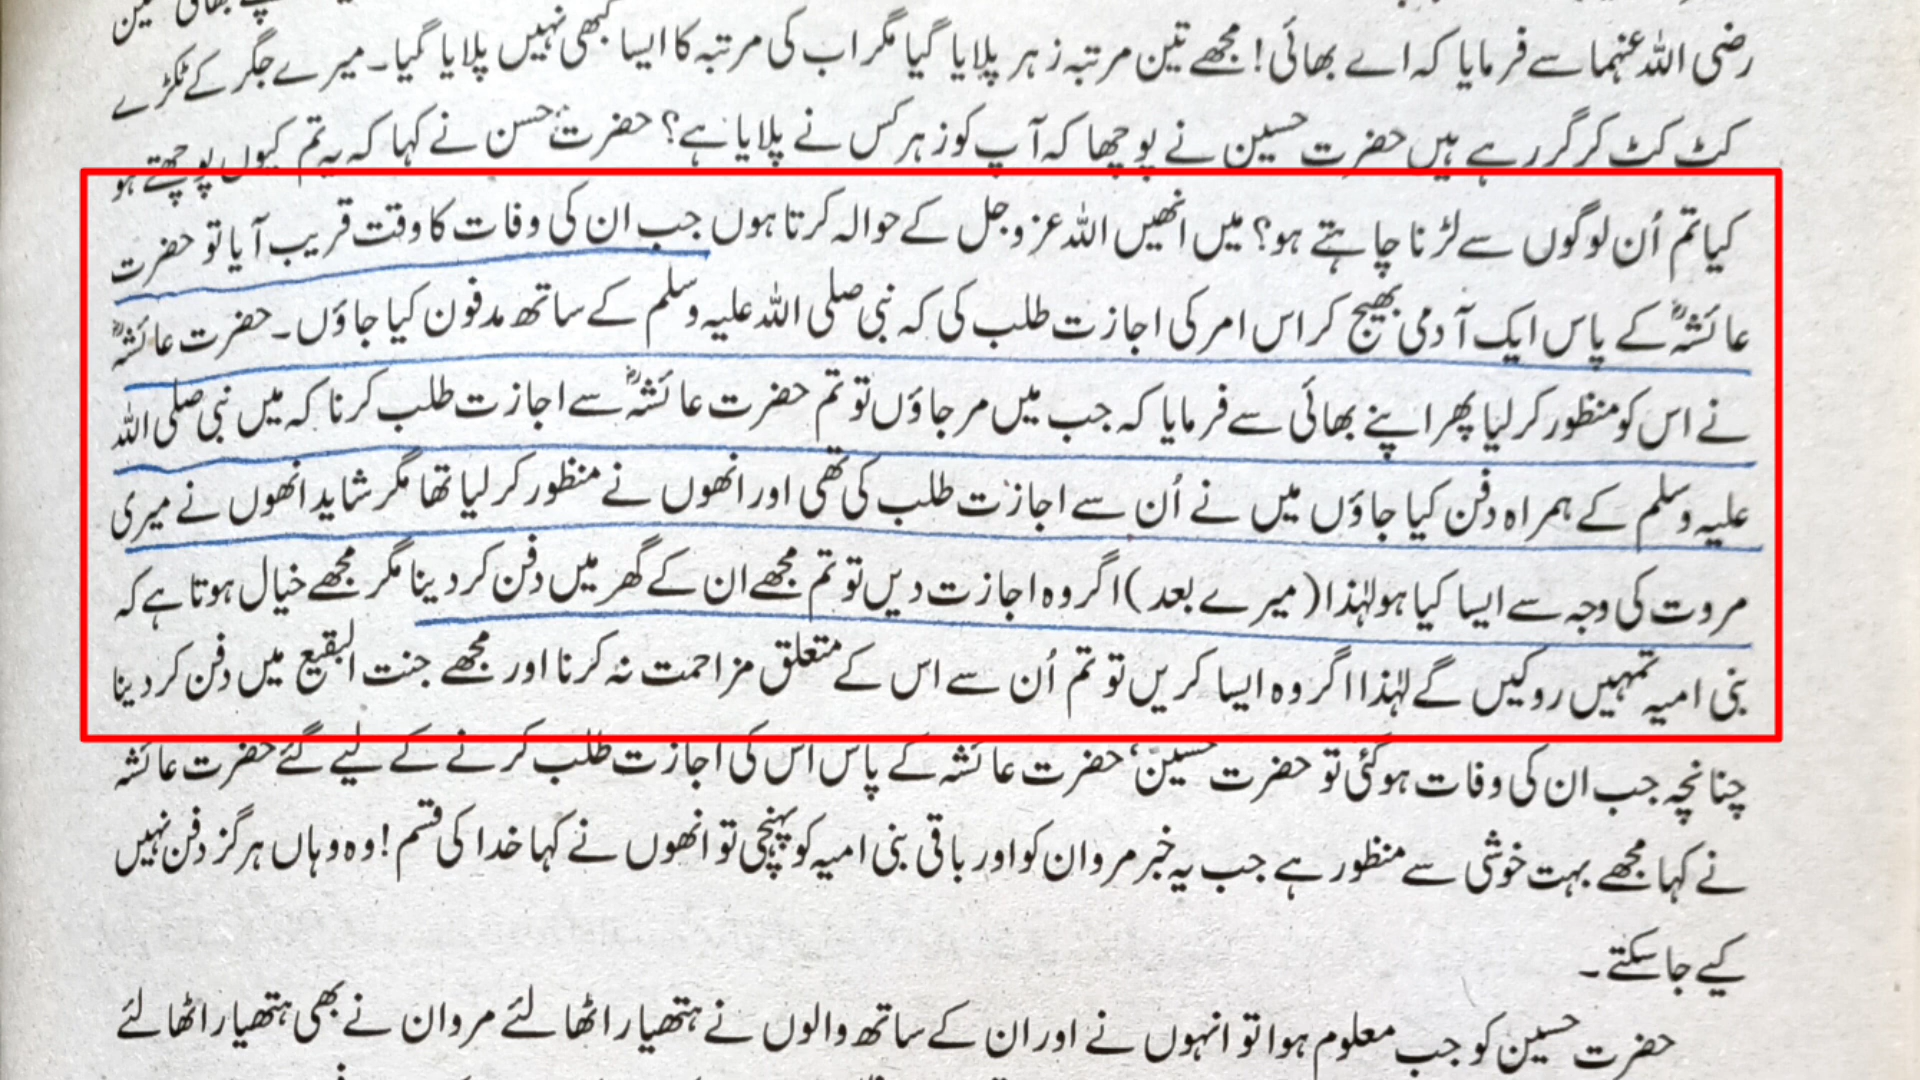 رضی اللہ عنہما سے فرمایا کہ اے بھائی! مجھے تین مرتبہ زہر پلایا گیا مگر اب کی مرتبہ کا ایسا کبھی نہیں پلایا گیا۔ میرے جگر کے ٹکڑے
کٹ کٹ کر گر رہے ہیں حضرت حسین نے پوچھا کہ آپ کو زہر کس نے پلایا ہے؟ حضرت حسن نے کہا کہ یہ تم کیوں پوچھتے ہو
کیا تم اُن لوگوں سے لڑنا چاہتے ہو؟ میں انھیں اللہ عزوجل کے حوالہ کرتا ہوں جب ان کی وفات کا وقت قریب آیا تو حضرت
عائشہؓ کے پاس ایک آدمی بھیج کر اس امر کی اجازت طلب کی کہ نبی صلی اللہ علیہ وسلم کے ساتھ مدفون کیا جاؤں۔ حضرت عائشہؓ
نے اس کو منظور کر لیا پھر اپنے بھائی سے فرمایا کہ جب میں مر جاؤں تو تم حضرت عائشہؓ سے اجازت طلب کرنا کہ میں نبی صلی اللہ
علیہ وسلم کے ہمراہ دفن کیا جاؤں میں نے اُن سے اجازت طلب کی تھی اور انھوں نے منظور کر لیا تھا مگر شاید انھوں نے میری
مروت کی وجہ سے ایسا کیا ہو لہٰذا (میرے بعد) اگر وہ اجازت دیں تو تم مجھے ان کے گھر میں دفن کر دینا مگر مجھے خیال ہوتا ہے کہ
بنی امیہ تمہیں روکیں گے لہٰذا اگر وہ ایسا کریں تو تم اُن سے اس کے متعلق مزاحمت نہ کرنا اور مجھے جنت البقیع میں دفن کر دینا
چنانچہ جب ان کی وفات ہو گئی تو حضرت حسینؓ، حضرت عائشہ کے پاس اس کی اجازت طلب کرنے کے لیے گئے حضرت عائشہ
نے کہا مجھے بہت خوشی سے منظور ہے جب یہ خبر مروان کو اور باقی بنی امیہ کو پہنچی تو انھوں نے کہا خدا کی قسم! وہ وہاں ہرگز دفن نہیں
کیے جا سکتے۔
حضرت حسین کو جب معلوم ہوا تو انہوں نے اور ان کے ساتھ والوں نے ہتھیار اٹھا لئے مروان نے بھی ہتھیار اٹھا لئے